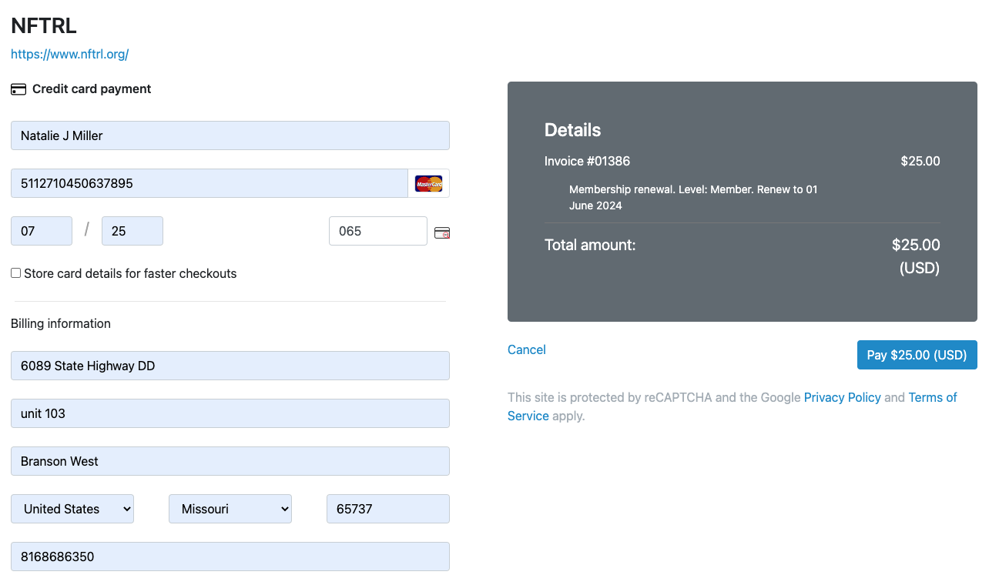 NFTRL
https://www.nftrl.org/
Credit card payment
Natalie J Miller
5112710450637895
MasterCard
07 / 25
065
Store card details for faster checkouts
Billing information
6089 State Highway DD
unit 103
Branson West
United States
Missouri
65737
8168686350
Details
Invoice #01386 $25.00
Membership renewal. Level: Member. Renew to 01
June 2024
Total amount: $25.00
(USD)
Cancel
Pay $25.00 (USD)
This site is protected by reCAPTCHA and the Google Privacy Policy and Terms of
Service apply.